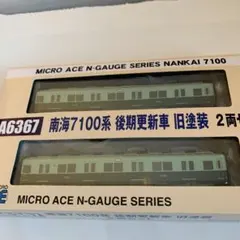 MICRO ACE N-GAUGE SERIES NANKAI 7100
A6367 南海7100系 後期更新車 旧塗装 2両セ
MICRO ACE N-GAUGE SERIES